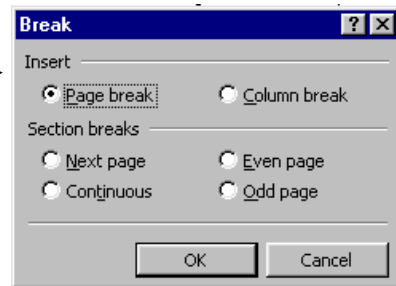 Break ? X
Insert
Page break Column break
Section breaks
Next page Even page
Continuous Odd page
OK Cancel